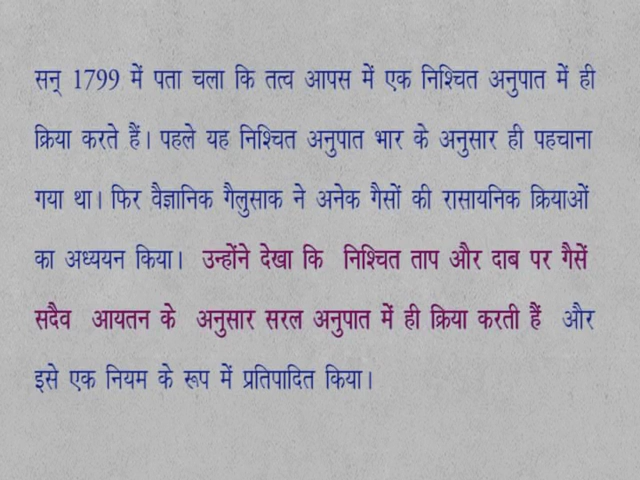 सन् 1799 में पता चला कि तत्व आपस में एक निश्चित अनुपात में ही
क्रिया करते हैं। पहले यह निश्चित अनुपात भार के अनुसार ही पहचाना
गया था। फिर वैज्ञानिक गैलुसाक ने अनेक गैसों की रासायनिक क्रियाओं
का अध्ययन किया। उन्होंने देखा कि निश्चित ताप और दाब पर गैसें
सदैव आयतन के अनुसार सरल अनुपात में ही क्रिया करती हैं और
इसे एक नियम के रूप में प्रतिपादित किया।